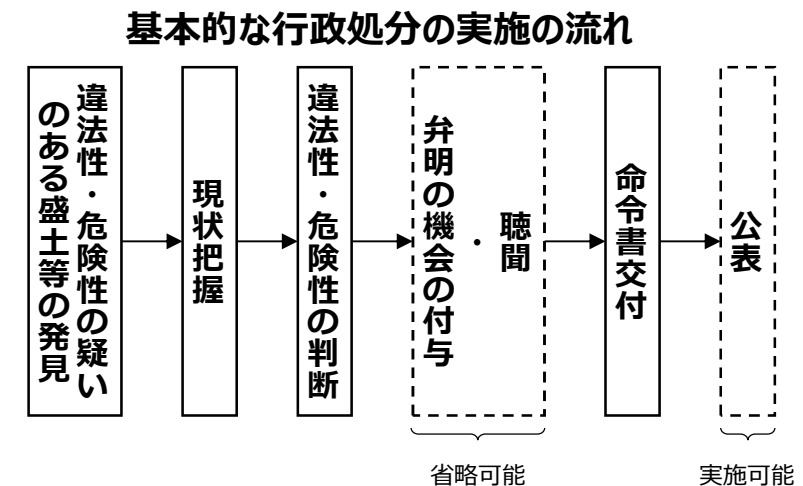 基本的な行政処分の実施の流れ
違法性・危険性の疑い
のある盛土等の発見
現状把握
違法性・危険性の判断
聴聞
・
弁明の機会の付与
命令書交付
公表
省略可能
実施可能